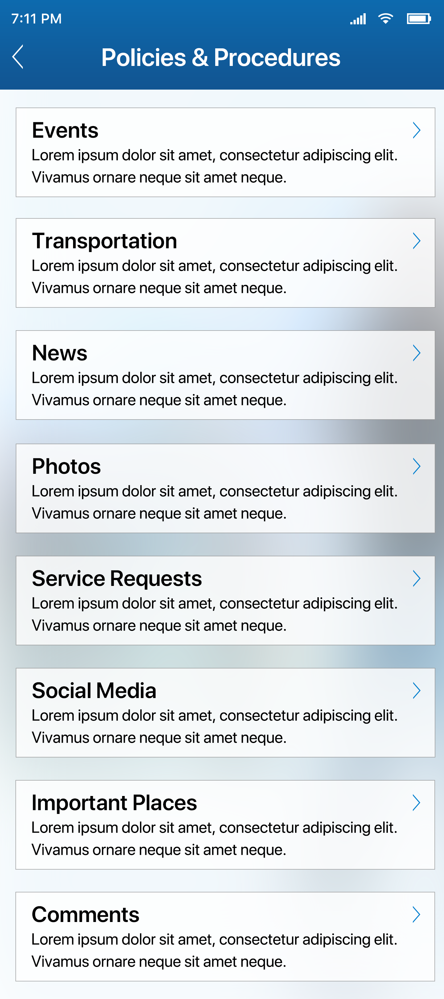 7:11 PM
Policies & Procedures
Events
Lorem ipsum dolor sit amet, consectetur adipiscing elit.
Vivamus ornare neque sit amet neque.
Transportation
Lorem ipsum dolor sit amet, consectetur adipiscing elit.
Vivamus ornare neque sit amet neque.
News
Lorem ipsum dolor sit amet, consectetur adipiscing elit.
Vivamus ornare neque sit amet neque.
Photos
Lorem ipsum dolor sit amet, consectetur adipiscing elit.
Vivamus ornare neque sit amet neque.
Service Requests
Lorem ipsum dolor sit amet, consectetur adipiscing elit.
Vivamus ornare neque sit amet neque.
Social Media
Lorem ipsum dolor sit amet, consectetur adipiscing elit.
Vivamus ornare neque sit amet neque.
Important Places
Lorem ipsum dolor sit amet, consectetur adipiscing elit.
Vivamus ornare neque sit amet neque.
Comments
Lorem ipsum dolor sit amet, consectetur adipiscing elit.
Vivamus ornare neque sit amet neque.